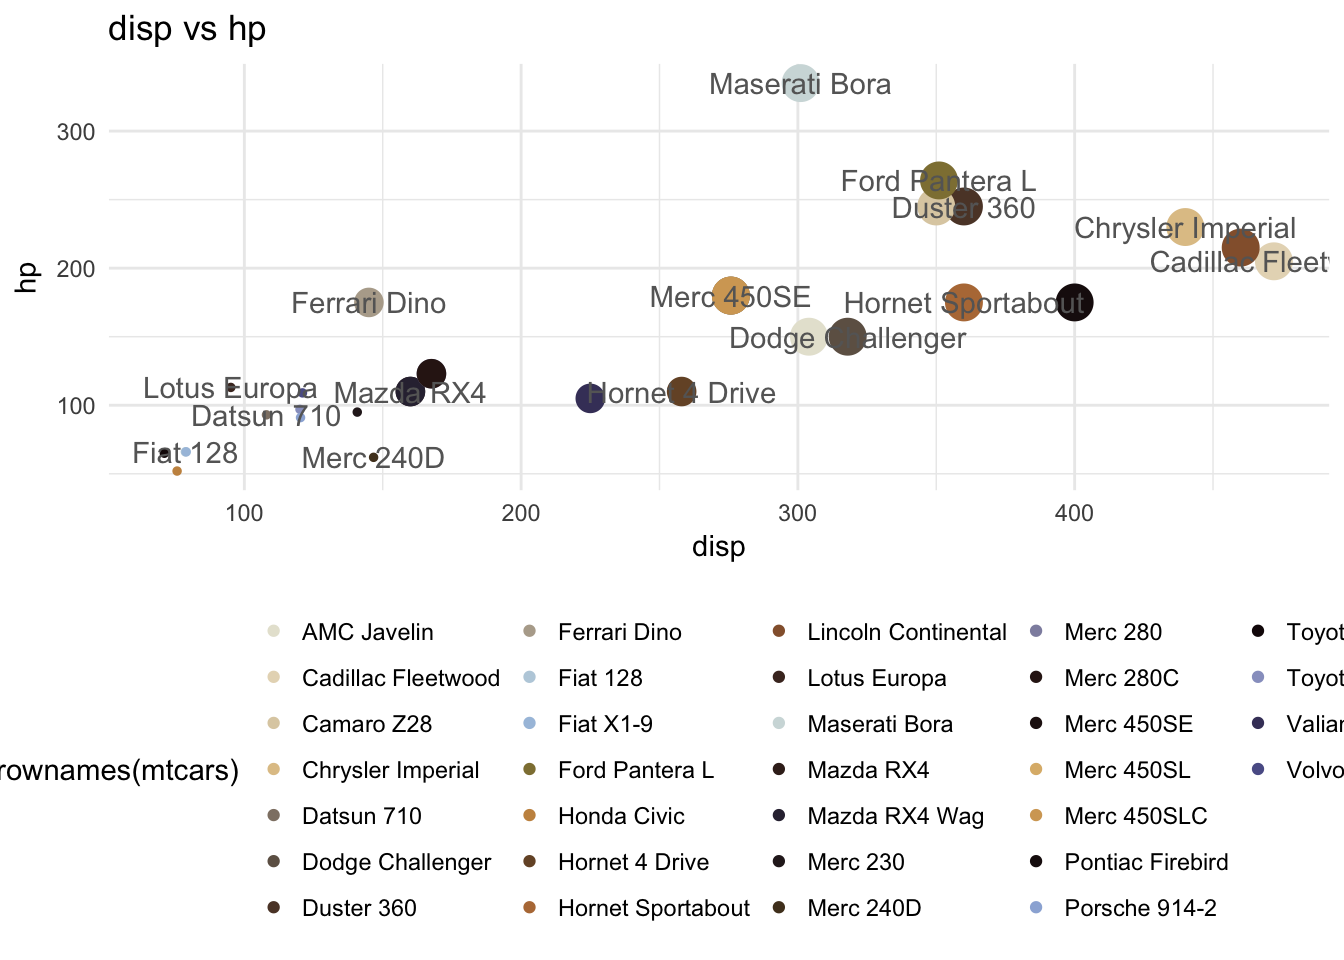 disp vs hp
Maserati Bora
300
Ford Pantera L
Duster 360
Chrysler Imperial
200
Cadillac Fleetw
Merc 450SE
Ferrari Dino
Hornet Sportabout
Dodge Challenger
hp
Lotus Europa
Mazda RX4
Hornet 4 Drive
100
Datsun 710
Fiat 128
Merc 240D
100
200
300
400
disp
rownames(mtcars)
AMC Javelin
Cadillac Fleetwood
Camaro Z28
Chrysler Imperial
Datsun 710
Dodge Challenger
Duster 360
Ferrari Dino
Fiat 128
Fiat X1-9
Ford Pantera L
Honda Civic
Hornet 4 Drive
Hornet Sportabout
Lincoln Continental
Lotus Europa
Maserati Bora
Mazda RX4
Mazda RX4 Wag
Merc 230
Merc 240D
Merc 280
Merc 280C
Merc 450SE
Merc 450SL
Merc 450SLC
Pontiac Firebird
Porsche 914-2
Toyot
Toyot
Valiar
Volvo